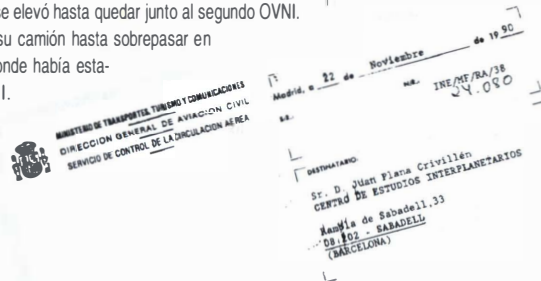 se elevó hasta quedar junto al segundo OVNI.
su camión hasta sobrepasar en
onde había esta-
I.
MINISTERIO DE TRANSPORTES, TURISMO Y COMUNICACIONES
DIRECCION GENERAL DE AVIACION CIVIL
SERVICIO DE CONTROL DE LA CIRCULACION AEREA
Madrid, a 22 de Noviembre de 1990
N.R. INE/MF/RA/38
24.080
S.R.
DESTINATARIO:
Sr. D. Juan Plana Crivillén
CENTRO DE ESTUDIOS INTERPLANETARIOS
Rambla de Sabadell,33
08.202 - SABADELL
(BARCELONA)